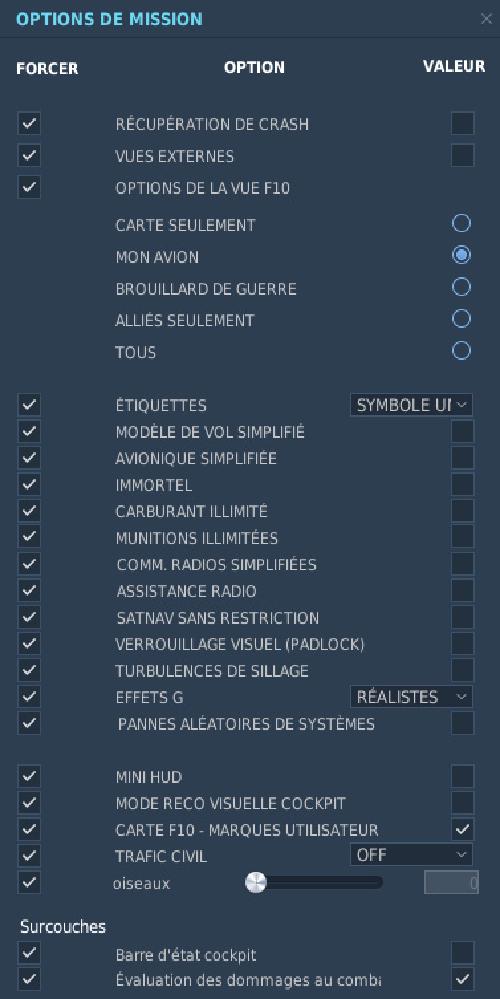 OPTIONS DE MISSION
FORCER OPTION VALEUR
RÉCUPÉRATION DE CRASH
VUES EXTERNES
OPTIONS DE LA VUE F10
CARTE SEULEMENT
MON AVION
BROUILLARD DE GUERRE
ALLIÉS SEULEMENT
TOUS
ÉTIQUETTES SYMBOLE
MODÈLE DE VOL SIMPLIFIÉ
AVIONIQUE SIMPLIFIÉE
IMMORTEL
CARBURANT ILLIMITÉ
MUNITIONS ILLIMITÉES
COMM. RADIOS SIMPLIFIÉES
ASSISTANCE RADIO
SATNAV SANS RESTRICTION
VERROUILLAGE VISUEL (PADLOCK)
TURBULENCES DE SILLAGE
EFFETS G RÉALISTES
PANNES ALÉATOIRES DE SYSTÈMES
MINI HUD
MODE RECO VISUELLE COCKPIT
CARTE F10 - MARQUES UTILISATEUR
TRAFIC CIVIL OFF
oiseaux 0
Surcouches
Barre d'état cockpit
Évaluation des dommages au comba